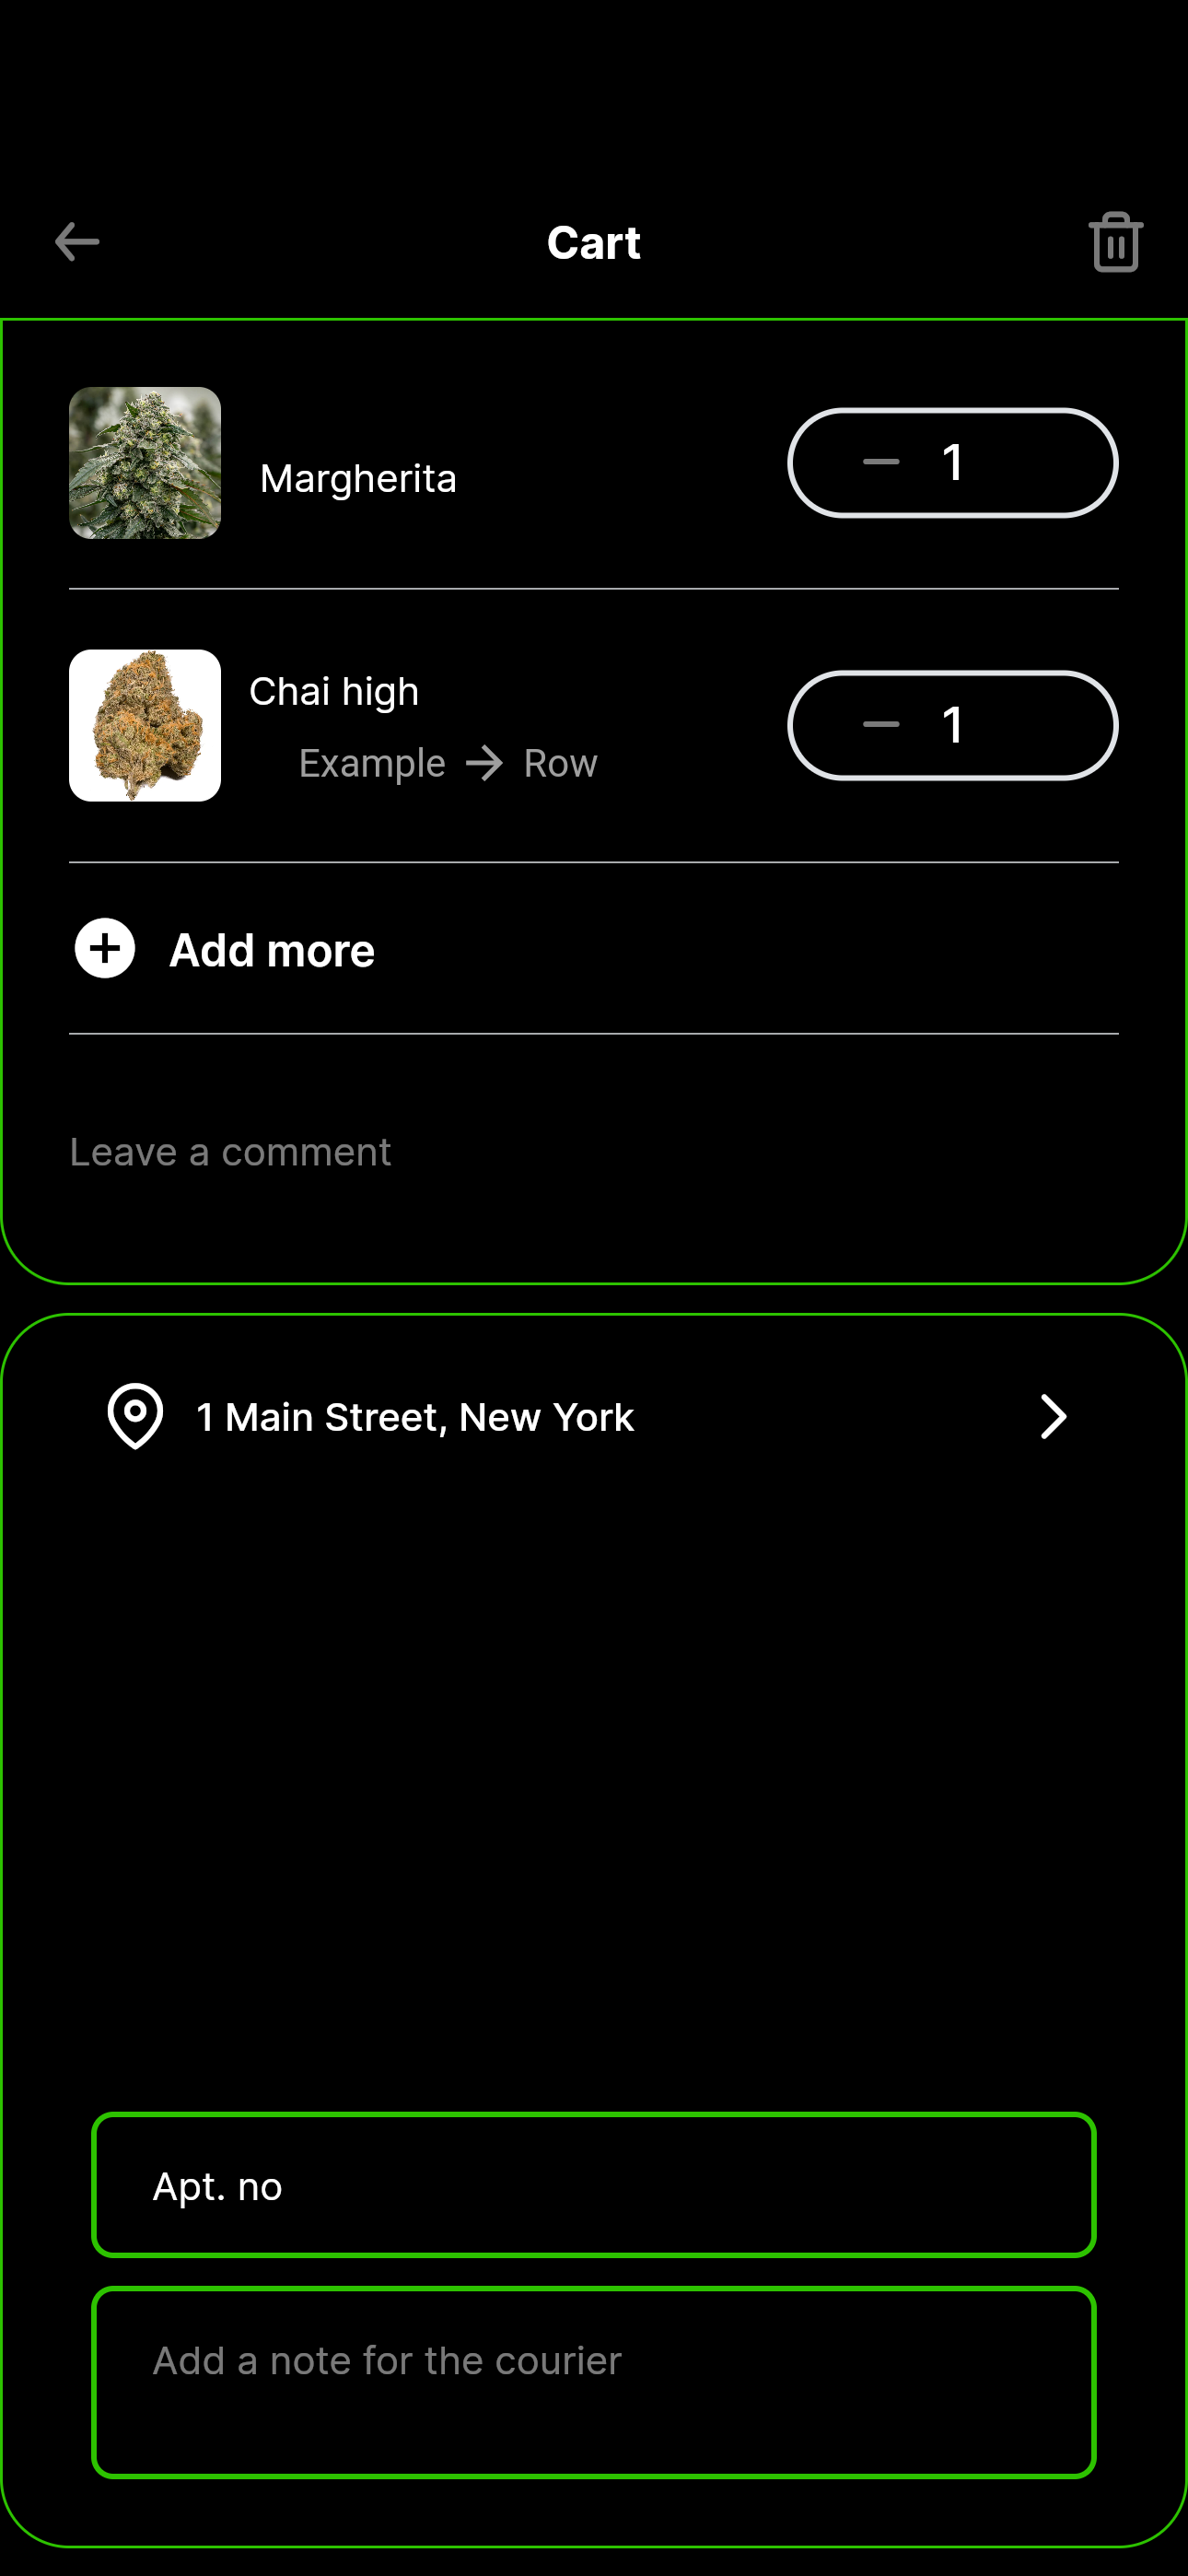 Cart
Margherita
1
Chai high
1
Example → Row
Add more
Leave a comment
1 Main Street, New York
Apt. no
Add a note for the courier